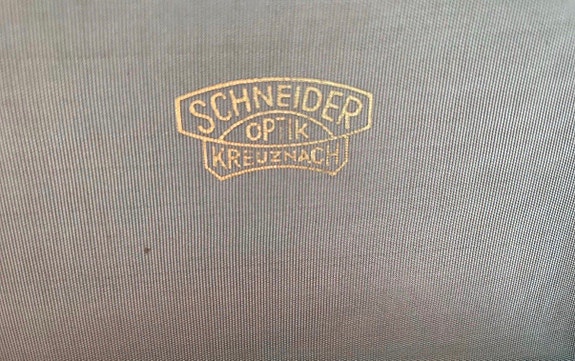 SCHNEIDER
OPTIK
KREUZNACH